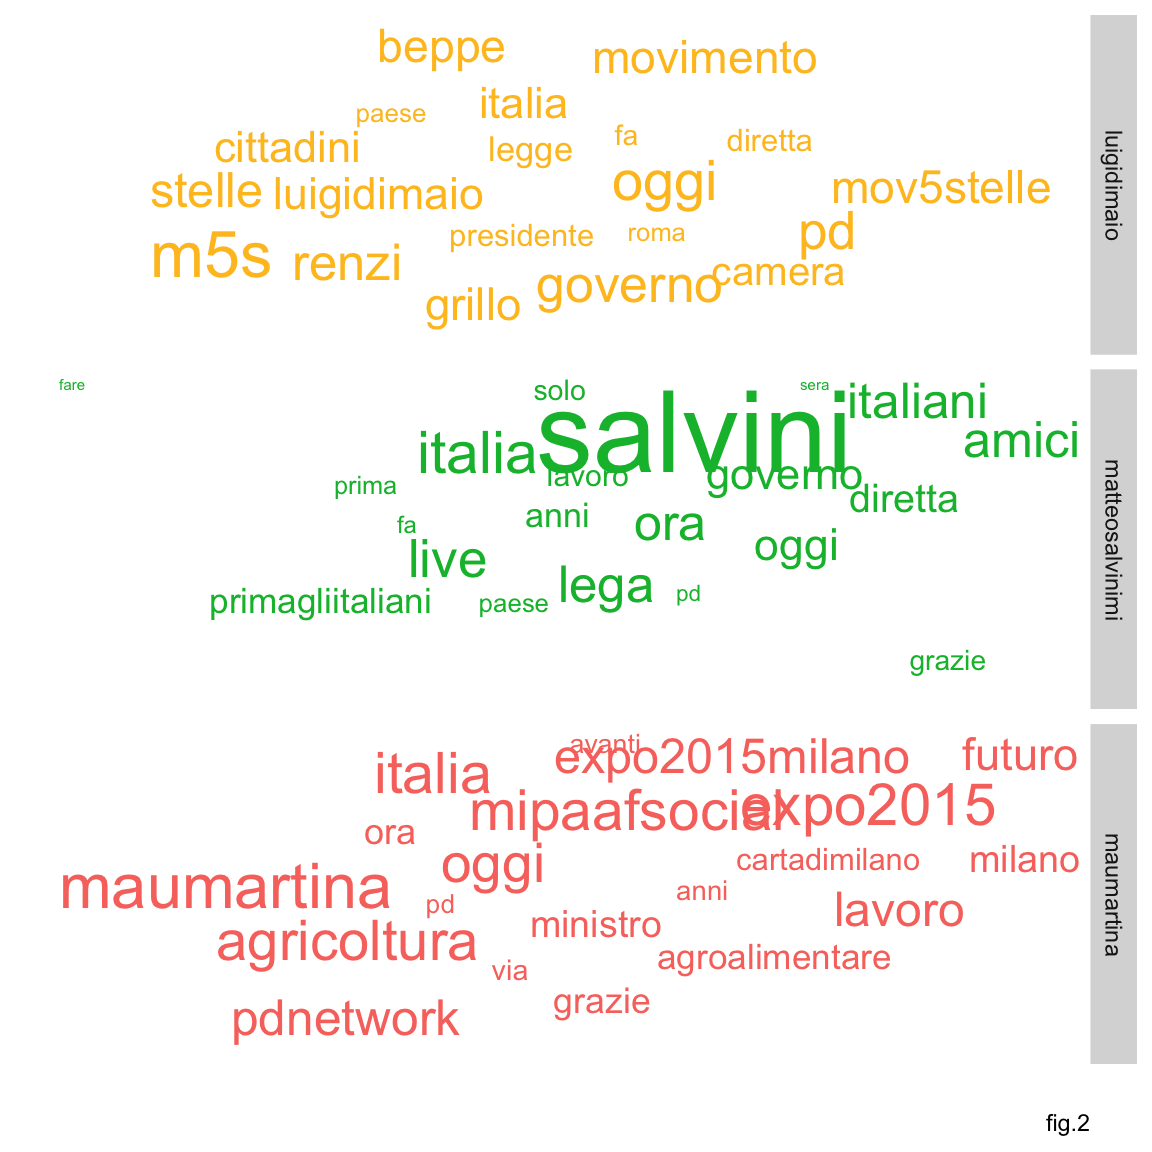 beppe
movimento
italia
paese
cittadini
legge
fa
diretta
stelle
luigidimaio
oggi
mov5stelle
m5s
renzi
presidente
roma
pd
grillo
governo
camera
luigidimaio
fare
solo
sera
salvini
italiani
italia
amici
lavoro
governo
prima
diretta
fa
anni
ora
oggi
live
lega
primagliitaliani
paese
pd
grazie
matteosalvinimi
avanti
italia
expo2015milano
futuro
mipaafsocial
expo2015
ora
oggi
cartadimilano
milano
maumartina
pd
anni
lavoro
ministro
agricoltura
agroalimentare
via
grazie
pdnetwork
maumartina
fig.2